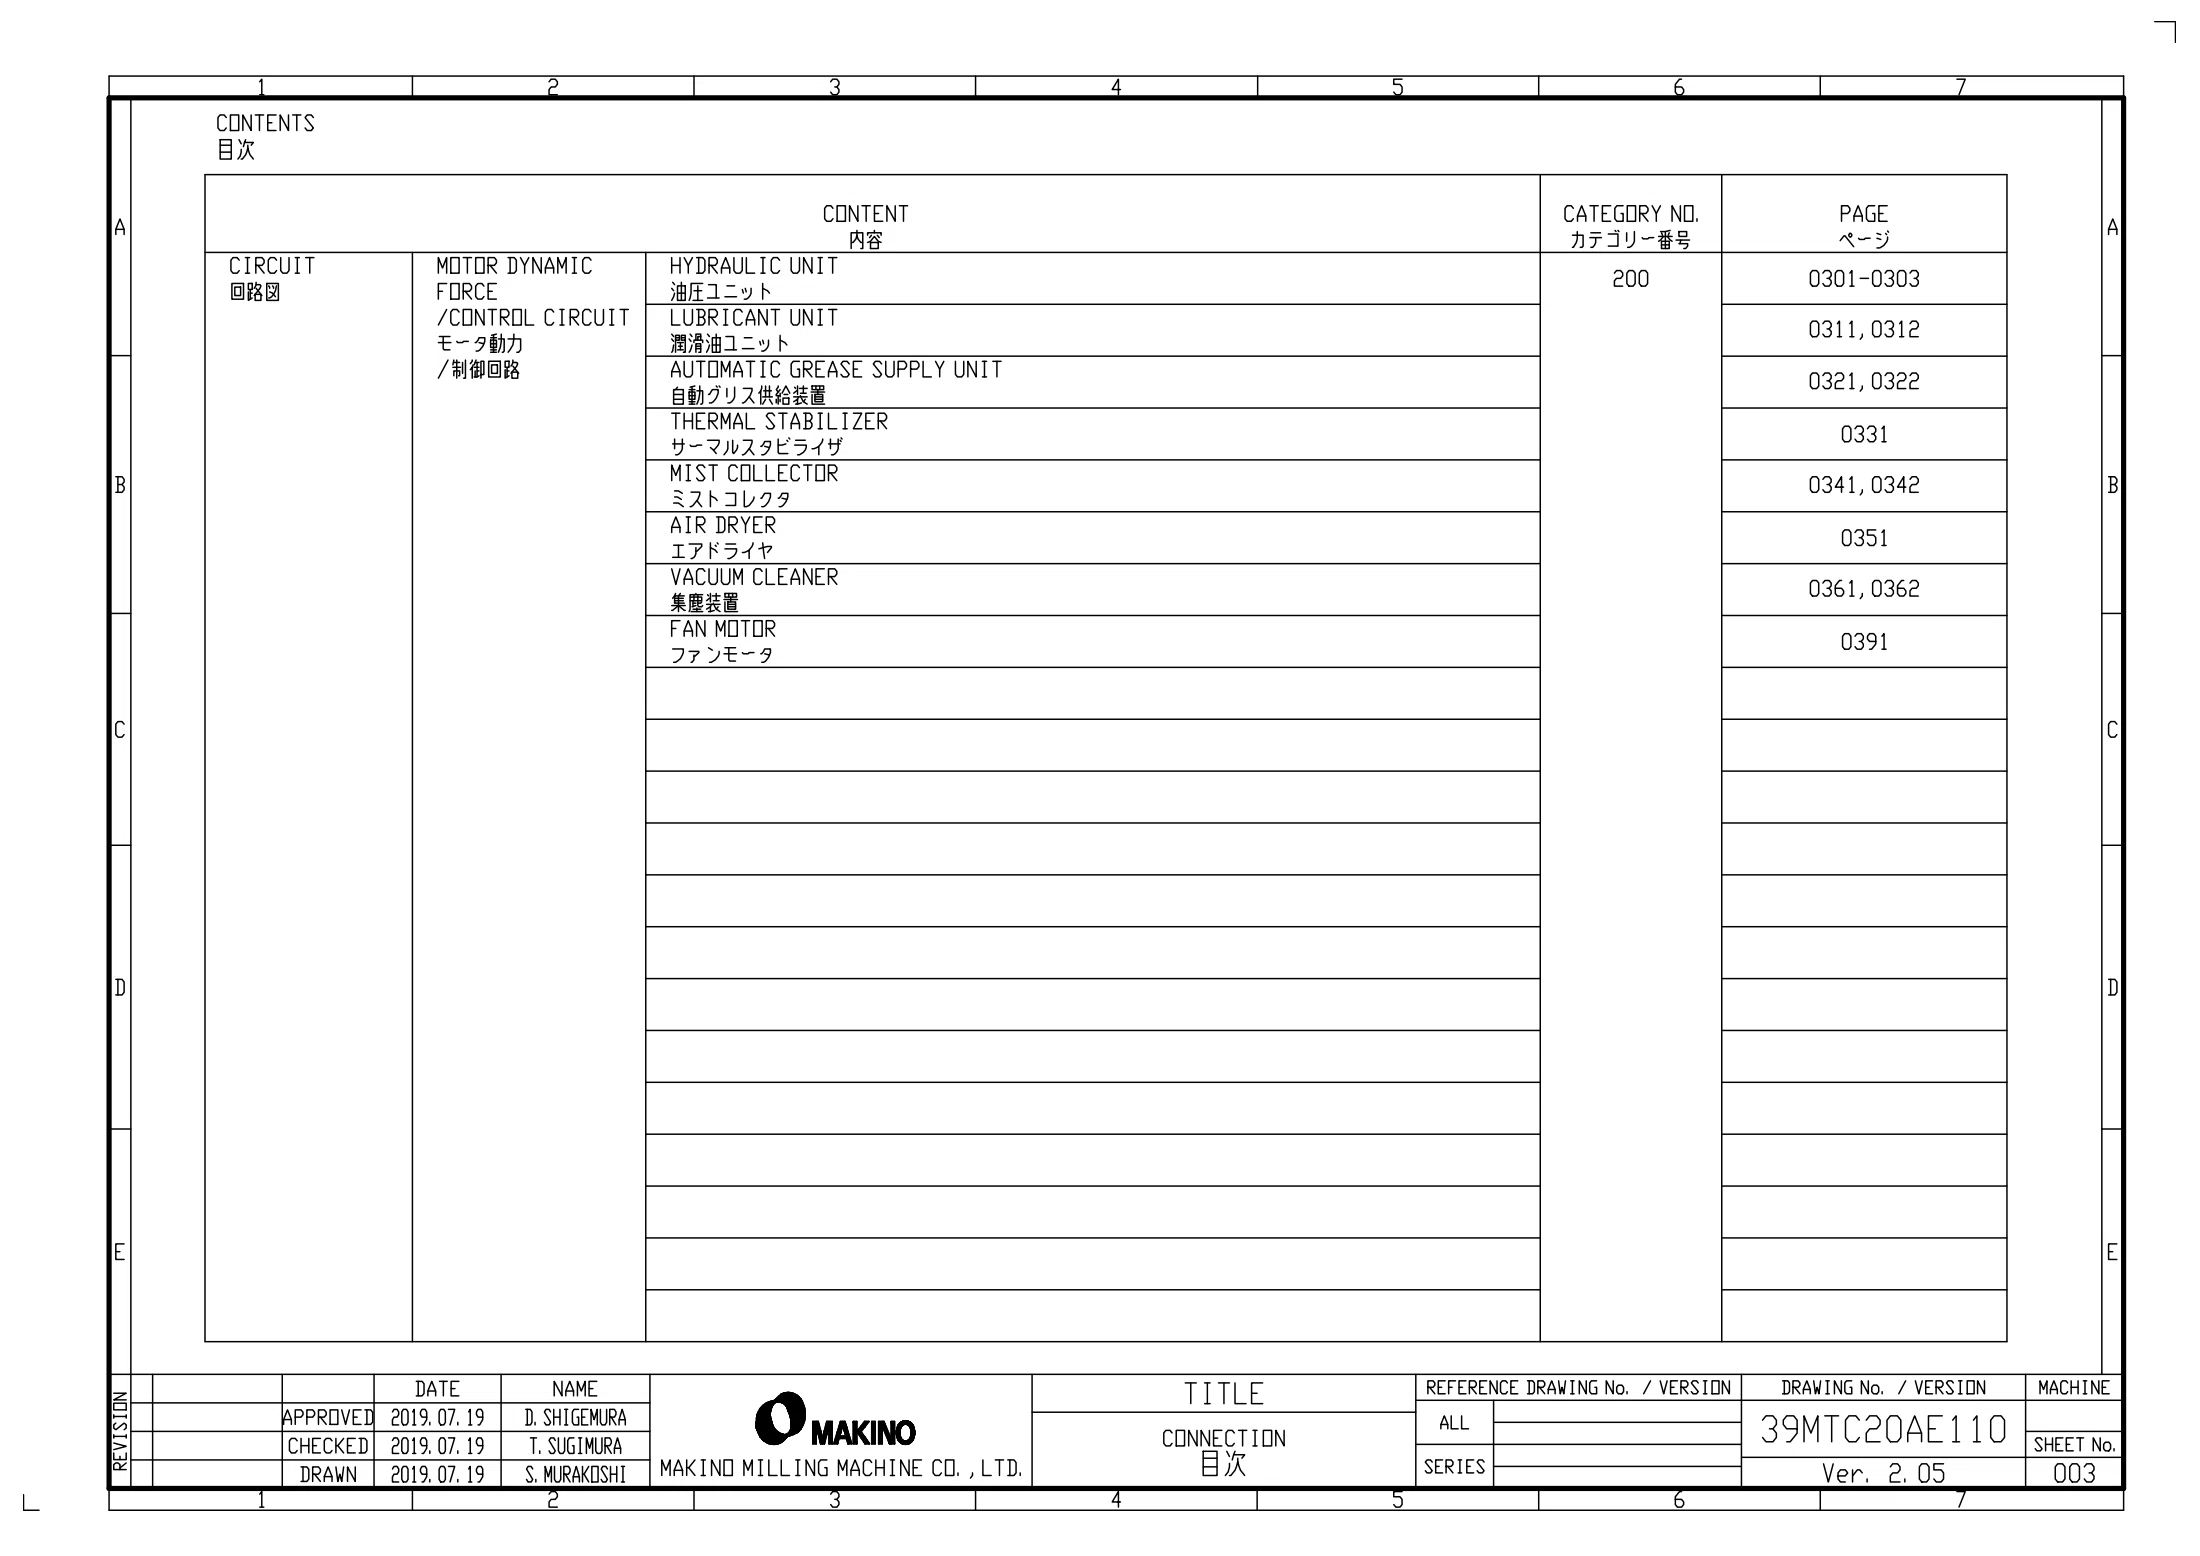 1 2 3 4 5 6 7
CONTENTS
目次
CONTENT CATEGORY NO. PAGE
内容 カテゴリー番号 ページ
A A
CIRCUIT
回路図
MOTOR DYNAMIC
FORCE
/CONTROL CIRCUIT
モータ動力
/制御回路
HYDRAULIC UNIT
油圧ユニット
200
0301-0303
LUBRICANT UNIT
潤滑油ユニット
0311,0312
AUTOMATIC GREASE SUPPLY UNIT
自動グリス供給装置
0321,0322
THERMAL STABILIZER
サーマルスタビライザ
0331
B B
MIST COLLECTOR
ミストコレクタ
0341,0342
AIR DRYER
エアドライヤ
0351
VACUUM CLEANER
集塵装置
0361,0362
FAN MOTOR
ファンモータ
0391
C C
D D
E E
REVISION
DATE NAME
APPROVED 2019.07.19 D. SHIGEMURA
CHECKED 2019.07.19 T. SUGIMURA
DRAWN 2019.07.19 S. MURAKOSHI
MAKINO
MAKINO MILLING MACHINE CO.,LTD.
TITLE
CONNECTION
目次
REFERENCE DRAWING No. / VERSION
ALL
SERIES
DRAWING No. / VERSION
39MTC20AE110
Ver. 2.05
MACHINE
SHEET No.
003
1 2 3 4 5 6 7